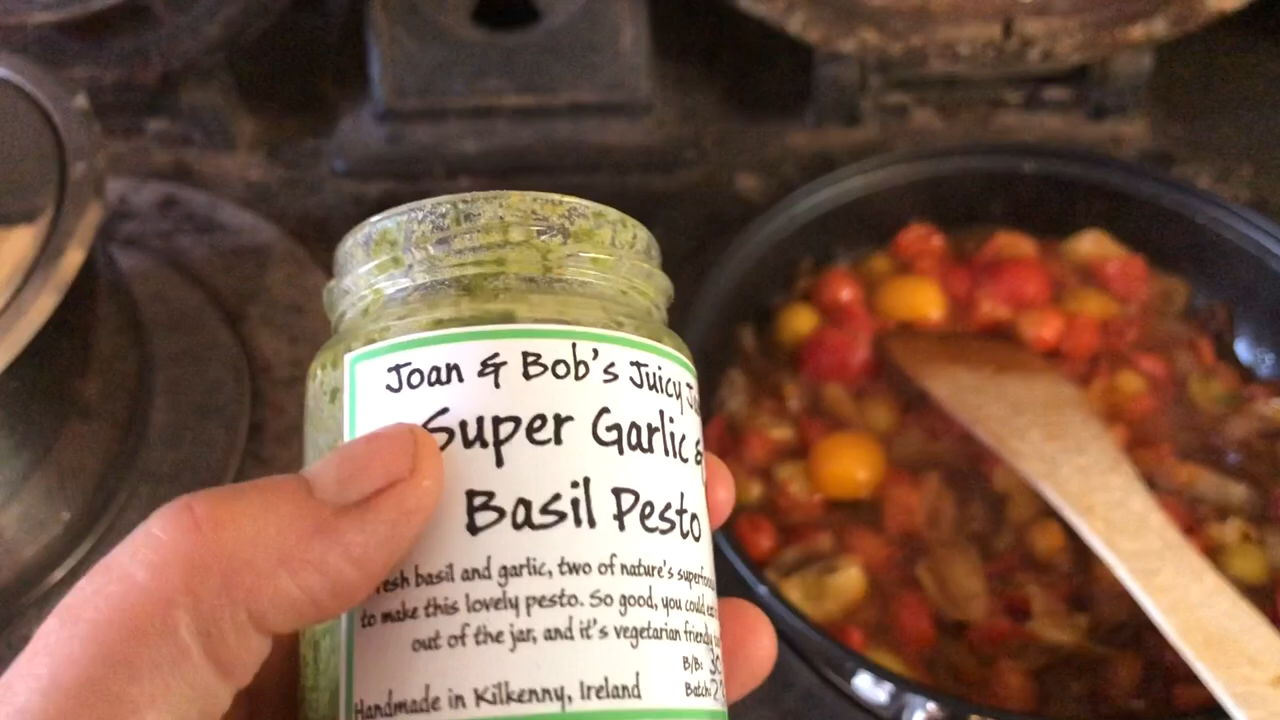 Joan & Bob's Juicy
Super Garlic &
Basil Pesto
basil and garlic, two of nature's
to make this lovely pesto. So good, you could
out of the jar, and it's vegetarian friendly
B/B:
Handmade in Kilkenny, Ireland
Batch: